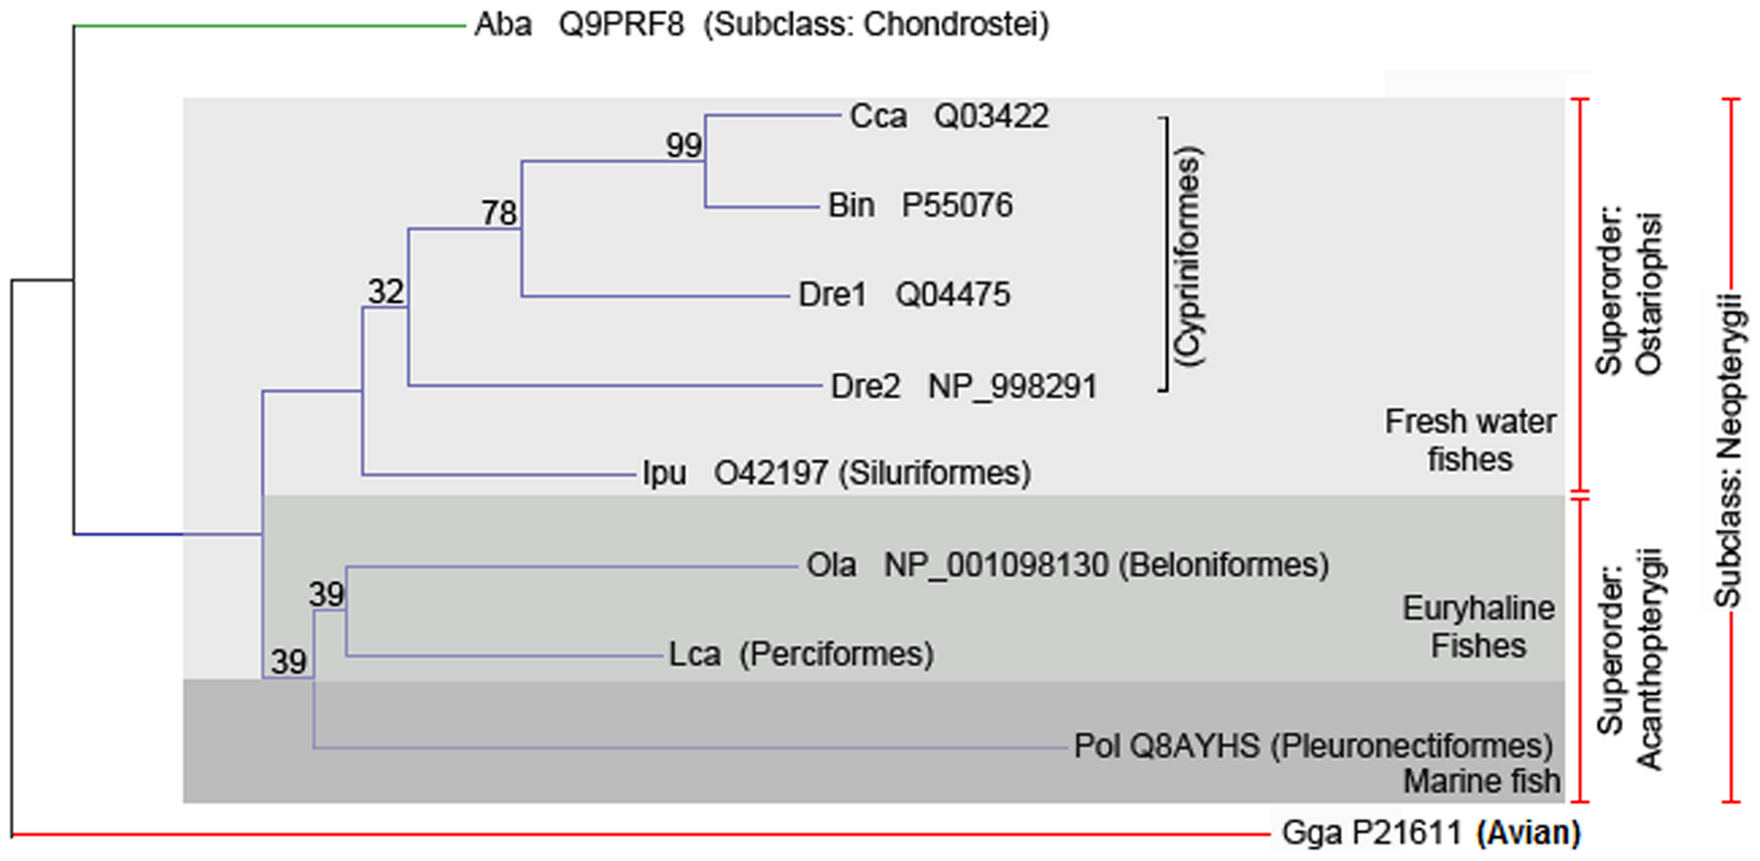 Aba Q9PRF8 (Subclass: Chondrostei)
Cca Q03422
99
Bin P55076
78
Dre1 Q04475
32
Dre2 NP_998291
(Cypriniformes)
Fresh water
fishes
Ipu O42197 (Siluriformes)
Superorder:
Ostariophsi
Ola NP_001098130 (Beloniformes)
39
Euryhaline
Fishes
Lca (Perciformes)
39
Pol Q8AYHS (Pleuronectiformes)
Marine fish
Superorder:
Acanthopterygii
Subclass: Neopterygii
Gga P21611 (Avian)